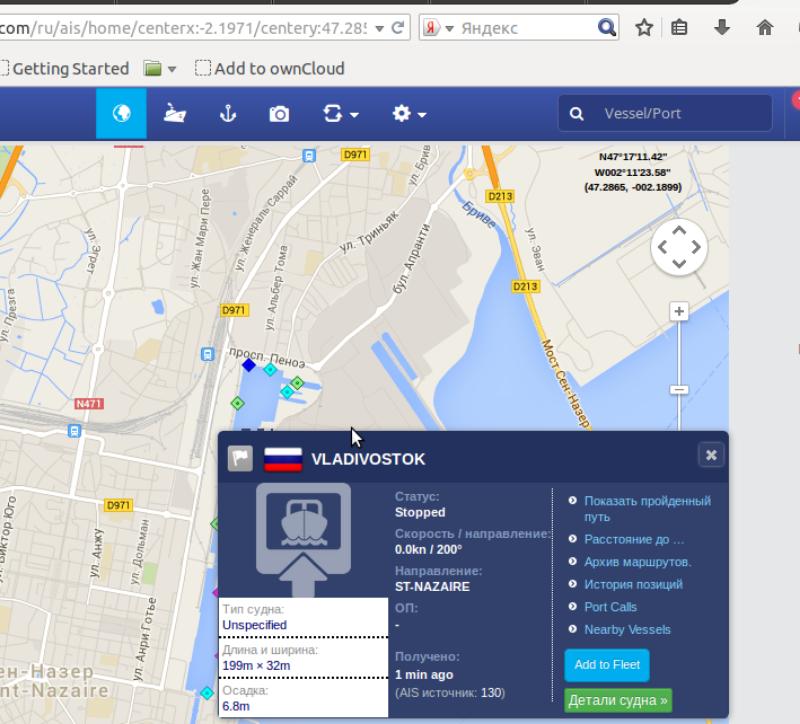 com/ru/ais/home/centerx:-2.1971/centery:47.285
Яндекс
Getting Started
Add to ownCloud
Vessel/Port
N47°17'11.42"
W002°11'23.58"
(47.2865, -002.1899)
D971
D213
Бриве
ул. Брив
ул. Жан Мари Пере
ул. Женераль Саррай
ул. Триньяк
ул. Эгрет
ул. Альбер Тома
бул. Апранти
ул. Эван
D213
ул. Презга
D971
просп. Пеноэ
Мост Сен-Назер
N471
D971
ул. Виктор Юго
ул. Анжу
ул. Дольман
ул. Анри Готье
ен-Назер
nt-Nazaire
VLADIVOSTOK
Тип судна:
Unspecified
Длина и ширина:
199m × 32m
Осадка:
6.8m
Статус:
Stopped
Скорость / направление:
0.0kn / 200°
Направление:
ST-NAZAIRE
ОП:
-
Получено:
1 min ago
(AIS источник: 130)
Показать пройденный
путь
Расстояние до ...
Архив маршрутов.
История позиций
Port Calls
Nearby Vessels
Add to Fleet
Детали судна »